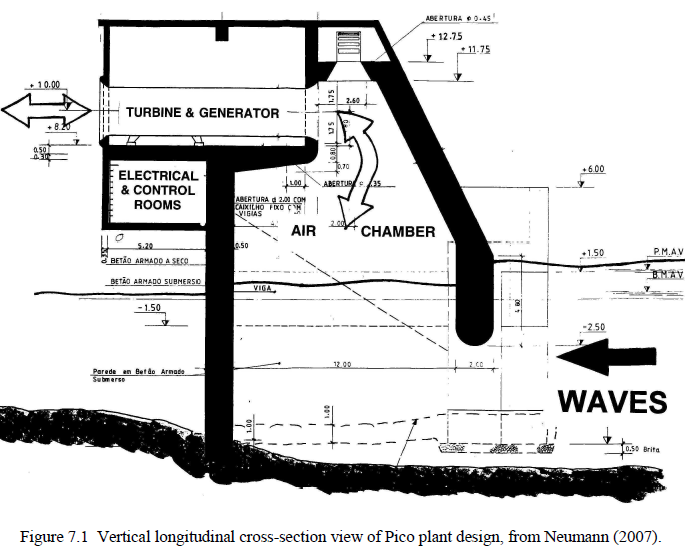 ABERTURA ø 0.45
+ 12.75
+ 11.75
+ 10.00
1.75
2.60
TURBINE & GENERATOR
+ 8.20
1.75
0.50
0.30
0.80
0.70
ELECTRICAL
& CONTROL
ROOMS
1.00
+ 6.00
ABERTURA ø 2.00 COM
CAIXILHO FIXO COM
VIGIAS
2.00
AIR
CHAMBER
5.20
0.50
0.35
BETÃO ARMADO A SECO
+ 1.50
P.M.A.V.
BETÃO ARMADO SUBMERSO
VIGA
B.M.A.V.
4.80
- 1.50
- 2.50
12.00
2.00
Parede em Betão Armado
Submerso
WAVES
1.00
1.00
0.50 Brita
Figure 7.1 Vertical longitudinal cross-section view of Pico plant design, from Neumann (2007).